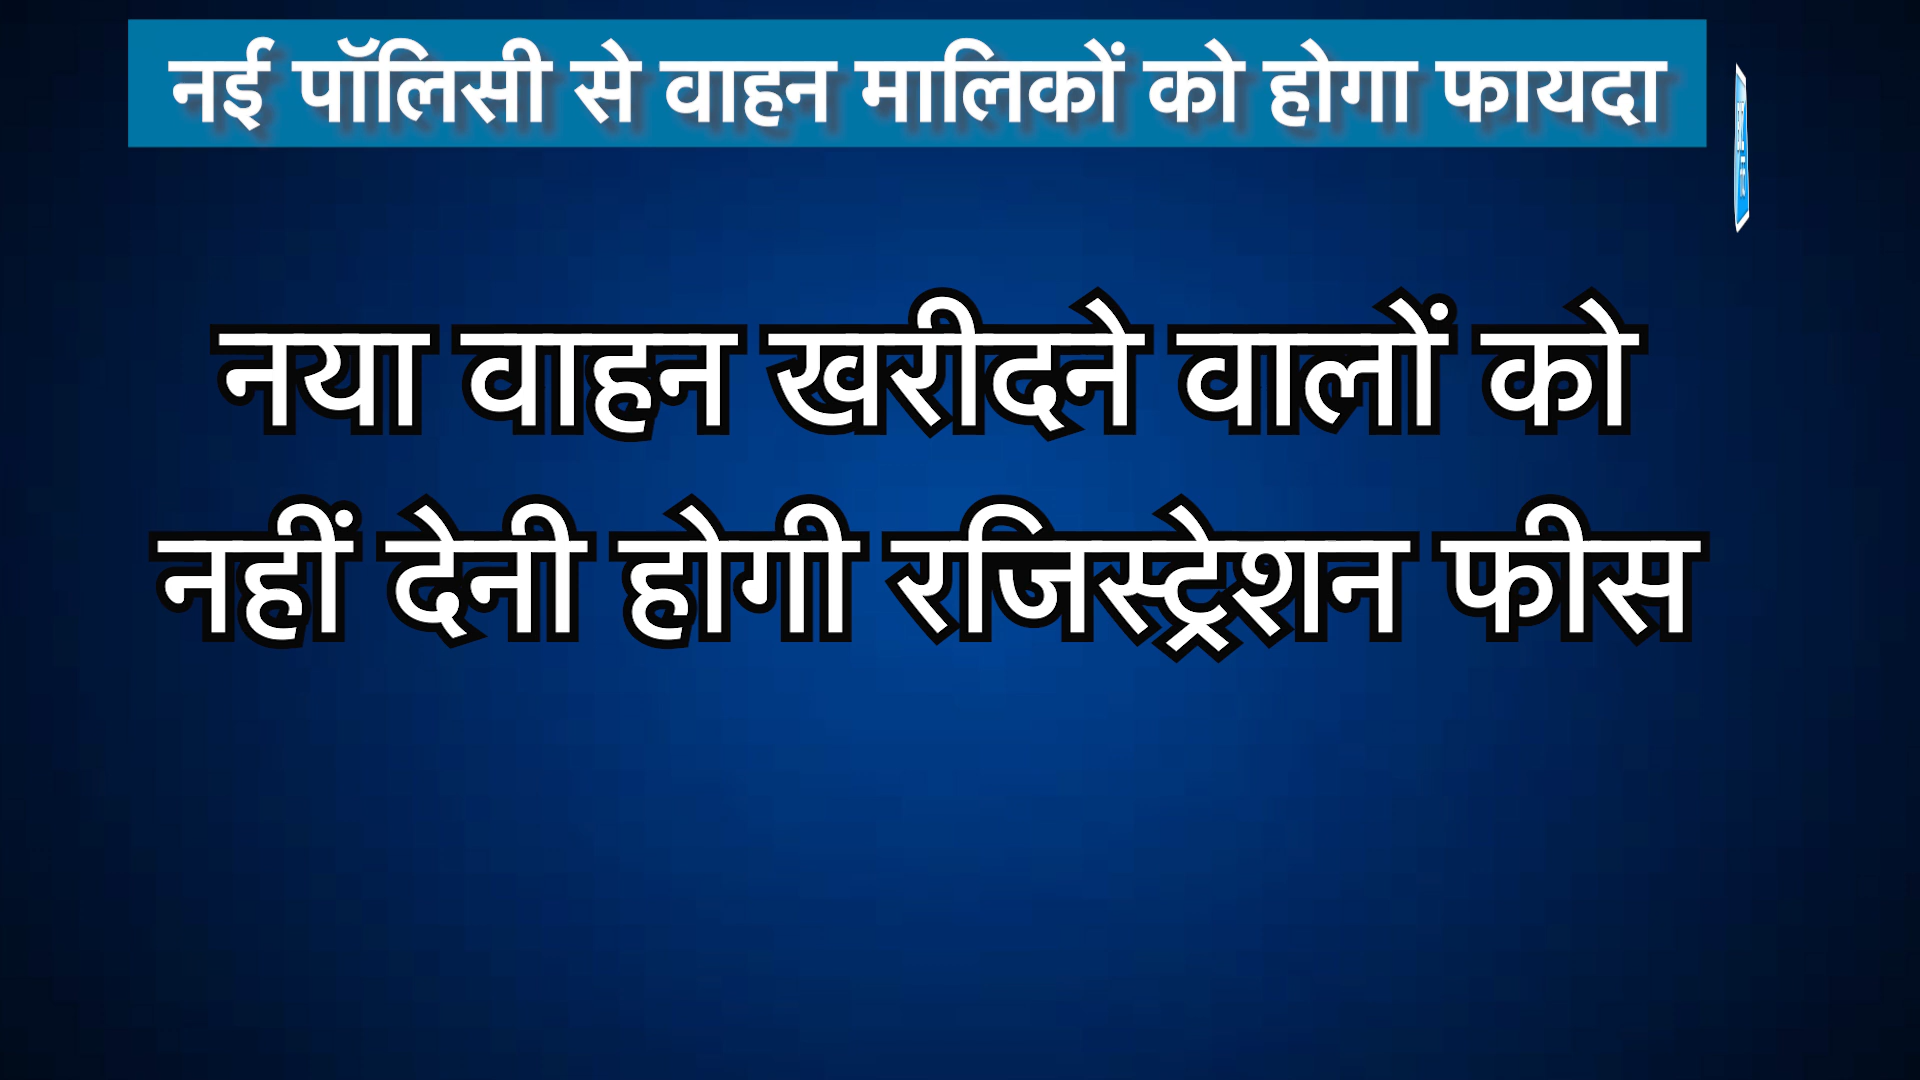 नई पॉलिसी से वाहन मालिकों को होगा फायदा
नया वाहन खरीदने वालों को
नहीं देनी होगी रजिस्ट्रेशन फीस